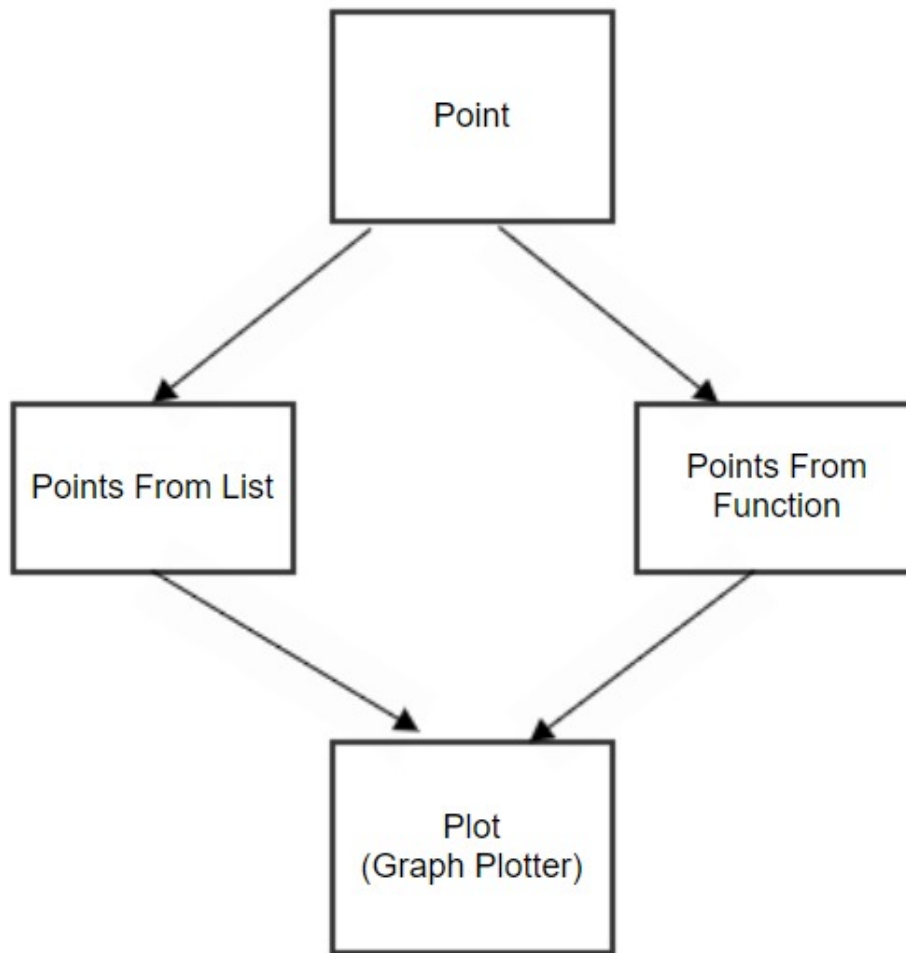 Point
Points From List
Points From
Function
Plot
(Graph Plotter)